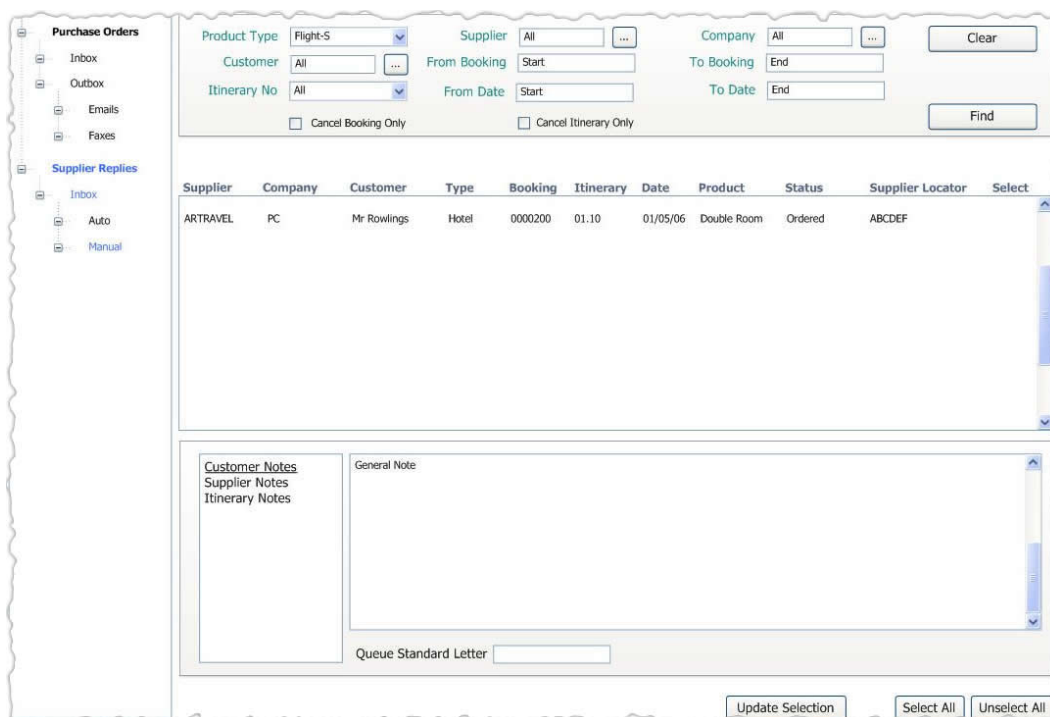 Purchase Orders
Inbox
Outbox
Emails
Faxes
Supplier Replies
Inbox
Auto
Manual
Product Type Flight-S Supplier All ... Company All ... Clear
Customer All ... From Booking Start To Booking End
Itinerary No All From Date Start To Date End
Cancel Booking Only Cancel Itinerary Only Find
Supplier Company Customer Type Booking Itinerary Date Product Status Supplier Locator Select
ARTRAVEL PC Mr Rowlings Hotel 0000200 01.10 01/05/06 Double Room Ordered ABCDEF
Customer Notes
Supplier Notes
Itinerary Notes
General Note
Queue Standard Letter
Update Selection Select All Unselect All